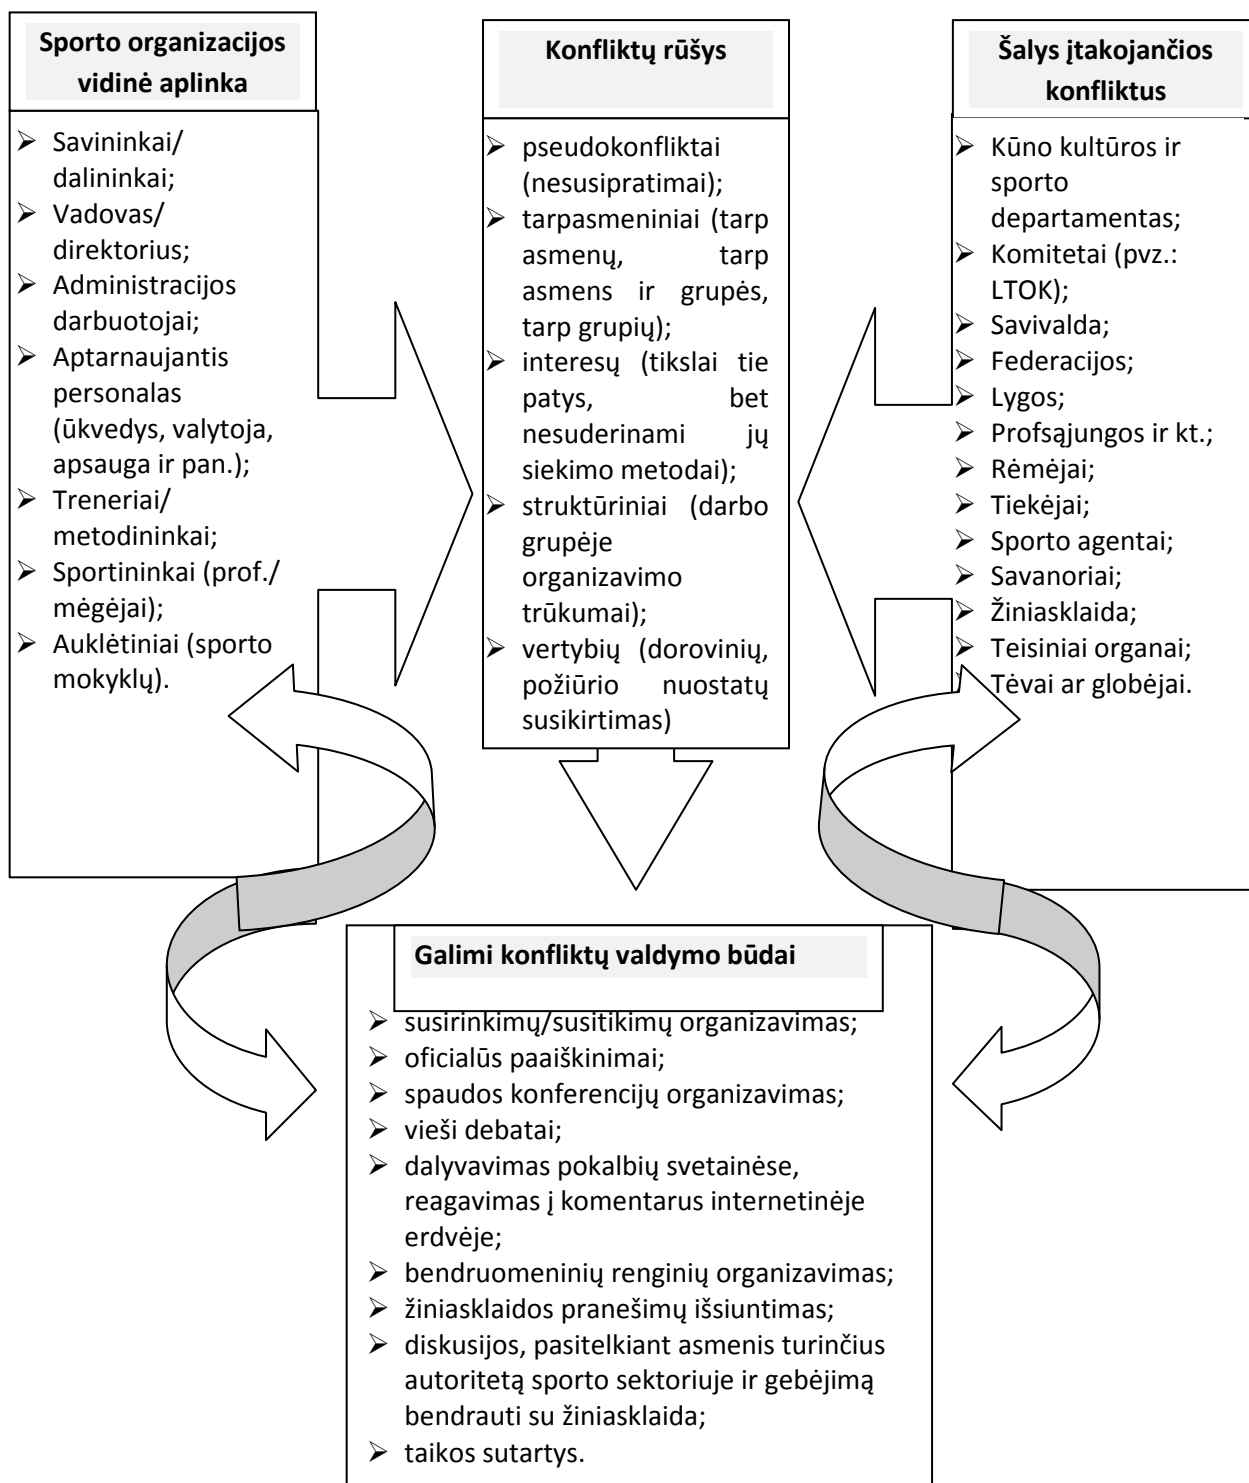 Sporto organizacijos
vidinė aplinka
➢ Savininkai/
dalininkai;
➢ Vadovas/
direktorius;
➢ Administracijos
darbuotojai;
➢ Aptarnaujantis
personalas
(ūkvedys, valytoja,
apsauga ir pan.);
➢ Treneriai/
metodininkai;
➢ Sportininkai (prof./
mėgėjai);
➢ Auklėtiniai (sporto
mokyklų).
Konfliktų rūšys
➢ pseudokonfliktai
(nesusipratimai);
➢ tarpasmeniniai (tarp
asmenų, tarp
asmens ir grupės,
tarp grupių);
➢ interesų (tikslai tie
patys, bet
nesuderinami jų
siekimo metodai);
➢ struktūriniai (darbo
grupėje
organizavimo
trūkumai);
➢ vertybių (dorovinių,
požiūrio nuostatų
susikirtimas)
Šalys įtakojančios
konfliktus
➢ Kūno kultūros ir
sporto
departamentas;
➢ Komitetai (pvz.:
LTOK);
➢ Savivalda;
➢ Federacijos;
➢ Lygos;
➢ Profsąjungos ir kt.;
➢ Rėmėjai;
➢ Tiekėjai;
➢ Sporto agentai;
➢ Savanoriai;
➢ Žiniasklaida;
➢ Teisiniai organai;
➢ Tėvai ar globėjai.
Galimi konfliktų valdymo būdai
➢ susirinkimų/susitikimų organizavimas;
➢ oficialūs paaiškinimai;
➢ spaudos konferencijų organizavimas;
➢ vieši debatai;
➢ dalyvavimas pokalbių svetainėse,
reagavimas į komentarus internetinėje
erdvėje;
➢ bendruomeninių renginių organizavimas;
➢ žiniasklaidos pranešimų išsiuntimas;
➢ diskusijos, pasitelkiant asmenis turinčius
autoritetą sporto sektoriuje ir gebėjimą
bendrauti su žiniasklaida;
➢ taikos sutartys.